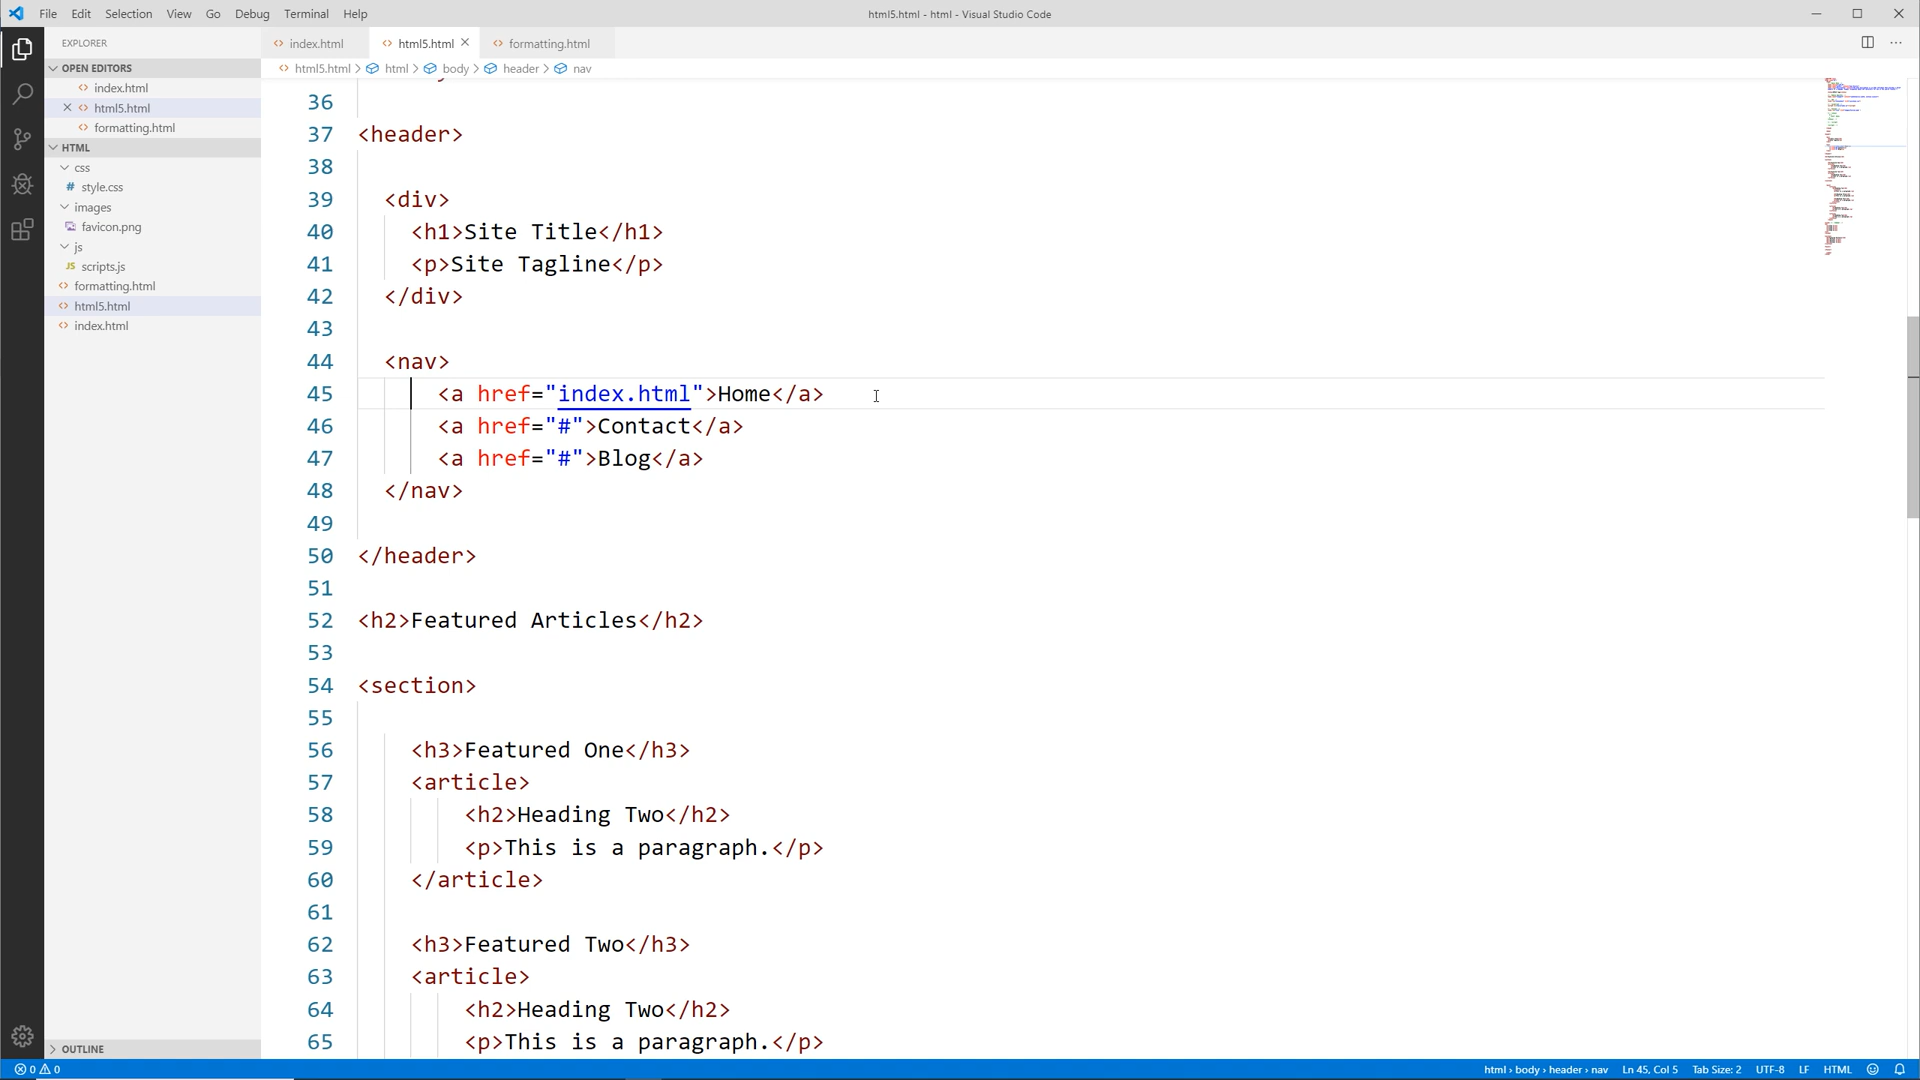 File Edit Selection View Go Debug Terminal Help
html5.html - html - Visual Studio Code
EXPLORER
OPEN EDITORS
index.html
html5.html
formatting.html
HTML
css
style.css
images
favicon.png
js
JS scripts.js
formatting.html
html5.html
index.html
OUTLINE
index.html html5.html formatting.html
html5.html > html > body > header > nav
36
37 <header>
38
39 <div>
40 <h1>Site Title</h1>
41 <p>Site Tagline</p>
42 </div>
43
44 <nav>
45 <a href="index.html">Home</a>
46 <a href="#">Contact</a>
47 <a href="#">Blog</a>
48 </nav>
49
50 </header>
51
52 <h2>Featured Articles</h2>
53
54 <section>
55
56 <h3>Featured One</h3>
57 <article>
58 <h2>Heading Two</h2>
59 <p>This is a paragraph.</p>
60 </article>
61
62 <h3>Featured Two</h3>
63 <article>
64 <h2>Heading Two</h2>
65 <p>This is a paragraph.</p>
0 0
html › body › header › nav Ln 45, Col 5 Tab Size: 2 UTF-8 LF HTML